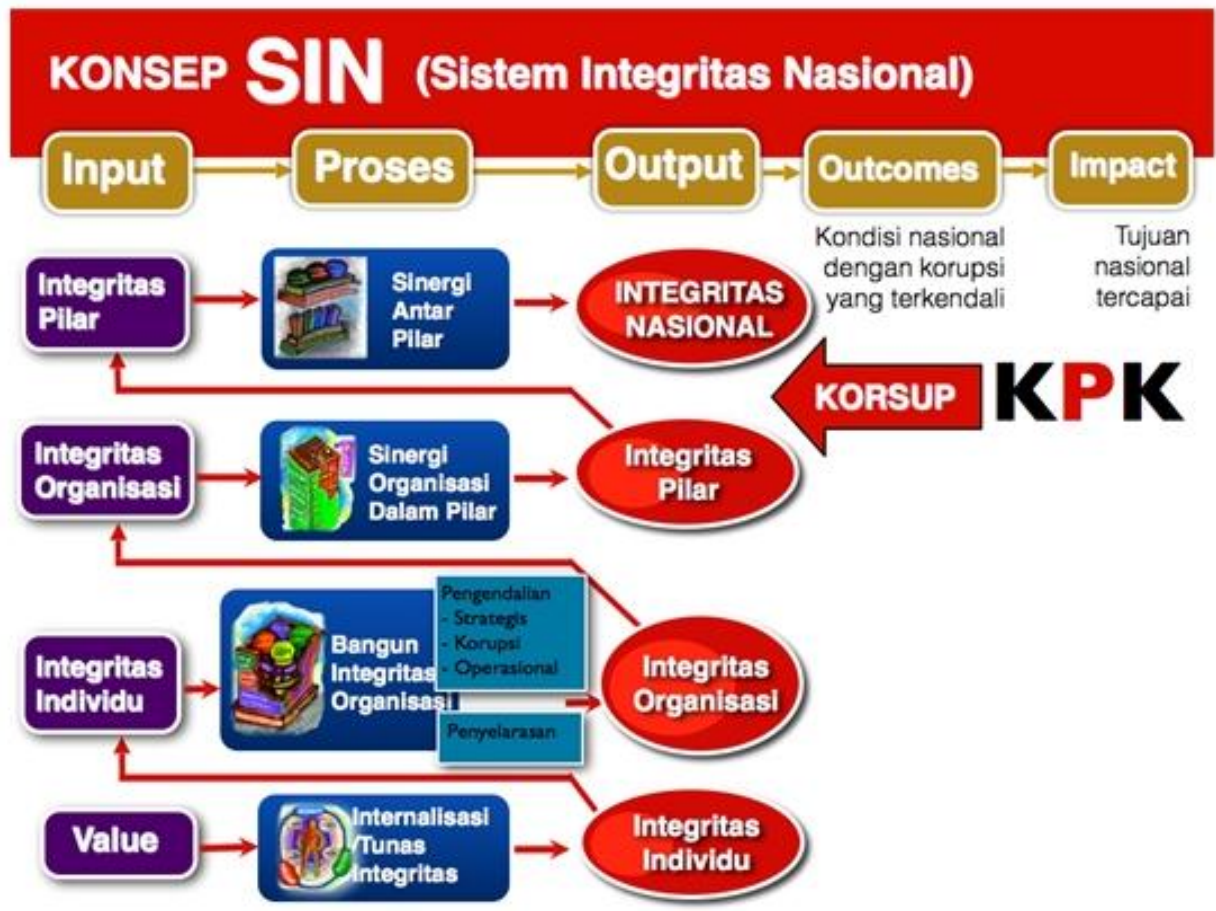 KONSEP SIN (Sistem Integritas Nasional)
Input
Proses
Output
Outcomes
Impact
Kondisi nasional
dengan korupsi
yang terkendali
Tujuan
nasional
tercapai
Integritas
Pilar
Sinergi
Antar
Pilar
INTEGRITAS
NASIONAL
KORSUP
KPK
Integritas
Organisasi
Sinergi
Organisasi
Dalam Pilar
Integritas
Pilar
Integritas
Individu
Bangun
Integritas
Organisasi
Pengendalian
- Strategis
- Korupsi
- Operasional
Penyelarasan
Integritas
Organisasi
Value
Internalisasi
/Tunas
Integritas
Integritas
Individu